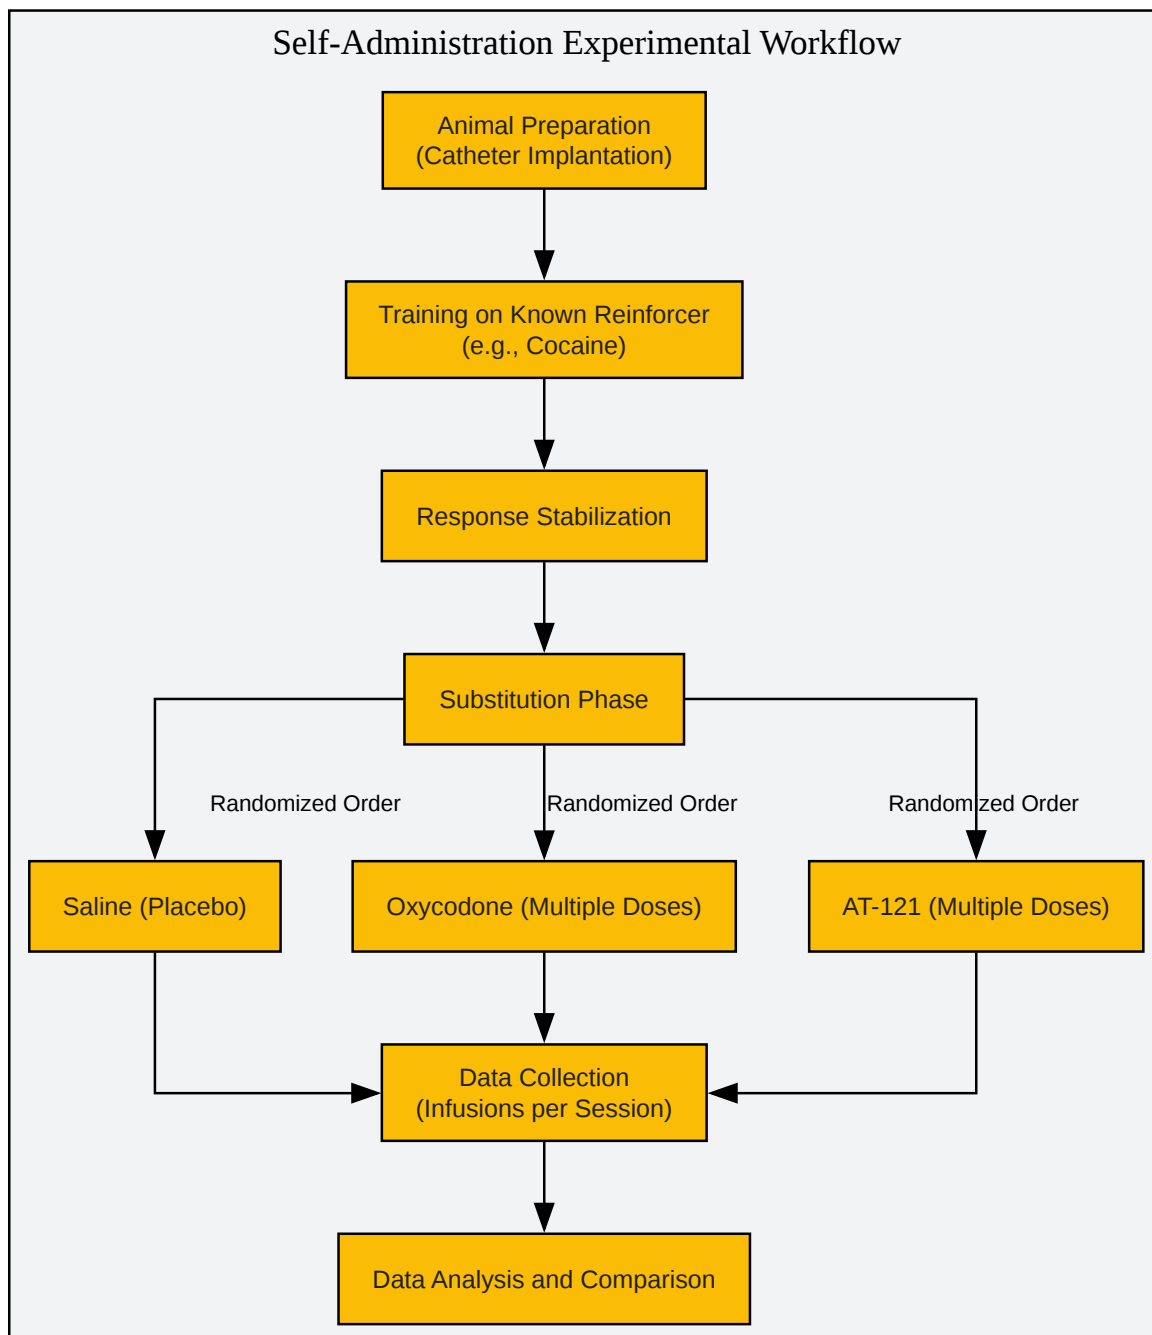 Self-Administration Experimental Workflow
Animal Preparation
(Catheter Implantation)
Training on Known Reinforcer
(e.g., Cocaine)
Response Stabilization
Substitution Phase
Randomized Order
Randomized Order
Randomized Order
Saline (Placebo)
Oxycodone (Multiple Doses)
AT-121 (Multiple Doses)
Data Collection
(Infusions per Session)
Data Analysis and Comparison